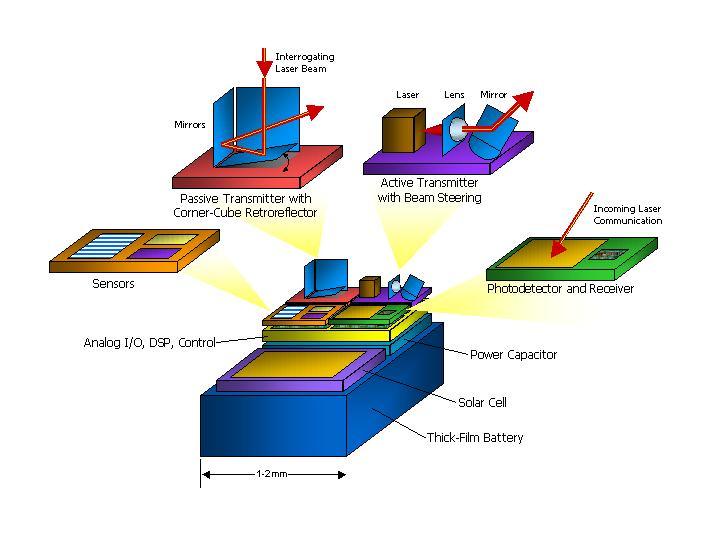 Interrogating
Laser Beam
Laser
Lens
Mirror
Mirrors
Passive Transmitter with
Corner-Cube Retroreflector
Active Transmitter
with Beam Steering
Incoming Laser
Communication
Sensors
Photodetector and Receiver
Analog I/O, DSP, Control
Power Capacitor
Solar Cell
Thick-Film Battery
1-2mm